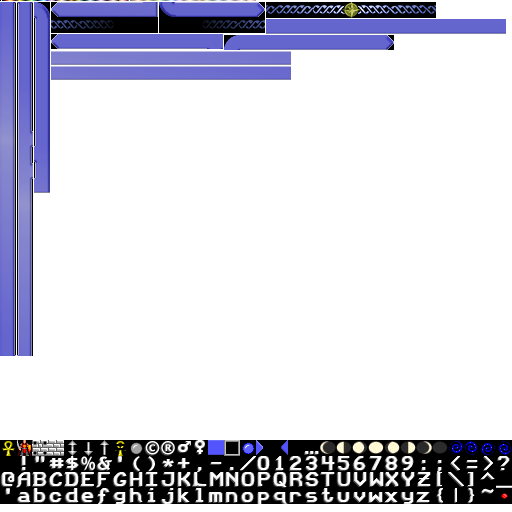 ©®♂♀ ...
!"#$%&'()*+,-./0123456789:;<=>?
@ABCDEFGHIJKLMNOPQRSTUVWXYZ[\]^_
'abcdefghijklmnopqrstuvwxyz{|}~